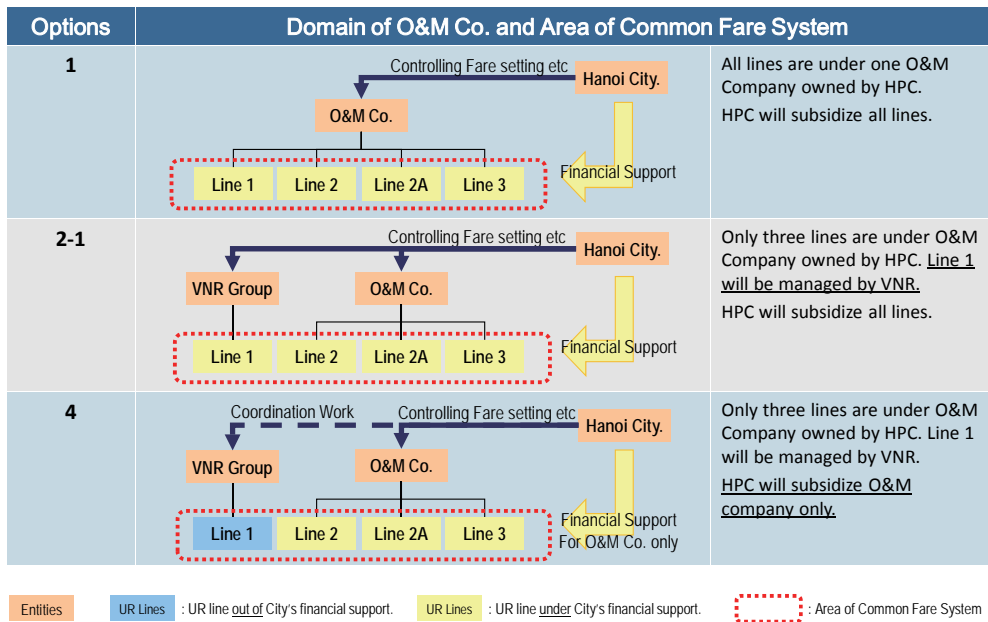 Options
Domain of O&M Co. and Area of Common Fare System
1
Controlling Fare setting etc
Hanoi City.
O&M Co.
Line 1
Line 2
Line 2A
Line 3
Financial Support
All lines are under one O&M
Company owned by HPC.
HPC will subsidize all lines.
2-1
Controlling Fare setting etc
Hanoi City.
VNR Group
O&M Co.
Line 1
Line 2
Line 2A
Line 3
Financial Support
Only three lines are under O&M
Company owned by HPC. Line 1
will be managed by VNR.
HPC will subsidize all lines.
4
Coordination Work
Controlling Fare setting etc
Hanoi City.
VNR Group
O&M Co.
Line 1
Line 2
Line 2A
Line 3
Financial Support
For O&M Co. only
Only three lines are under O&M
Company owned by HPC. Line 1
will be managed by VNR.
HPC will subsidize O&M
company only.
Entities
UR Lines
: UR line out of City's financial support.
UR Lines
: UR line under City's financial support.
: Area of Common Fare System